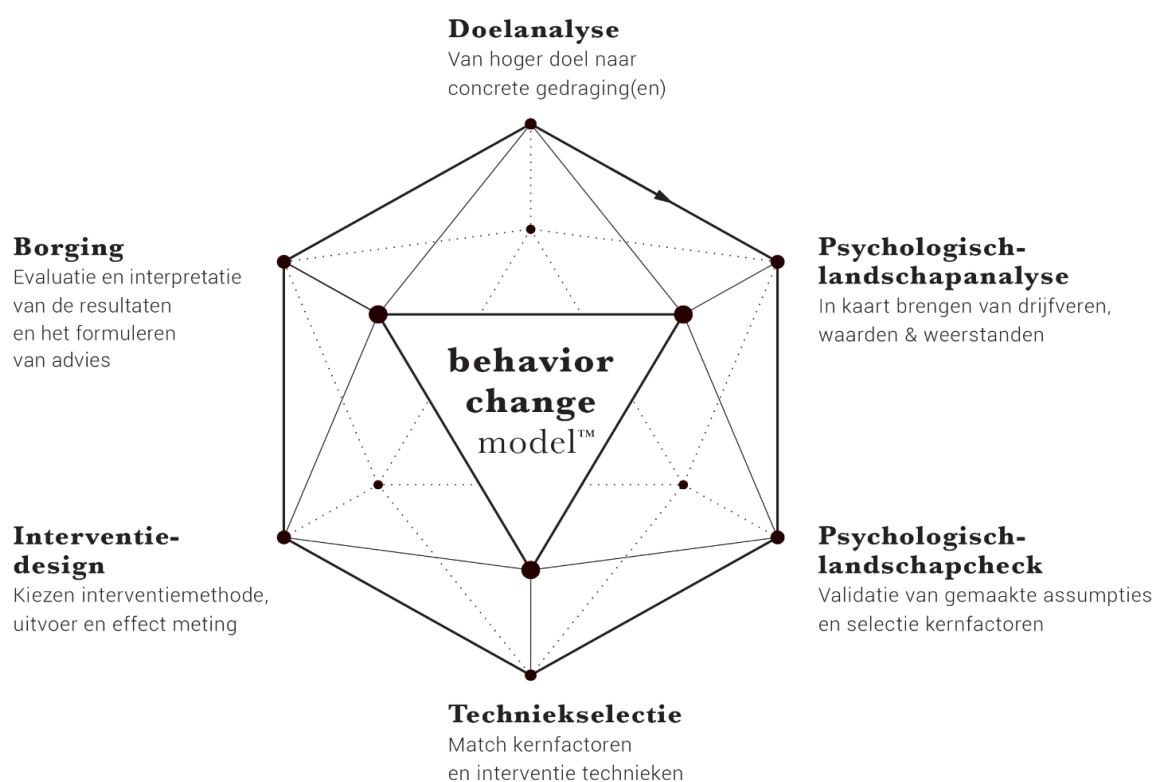 Doelanalyse
Van hoger doel naar
concrete gedraging(en)
Psychologisch-
landschapanalyse
In kaart brengen van drijfveren,
waarden & weerstanden
Psychologisch-
landschapcheck
Validatie van gemaakte assumpties
en selectie kernfactoren
Techniekselectie
Match kernfactoren
en interventie technieken
Interventie-
design
Kiezen interventiemethode,
uitvoer en effect meting
Borging
Evaluatie en interpretatie
van de resultaten
en het formuleren
van advies
behavior
change
model™